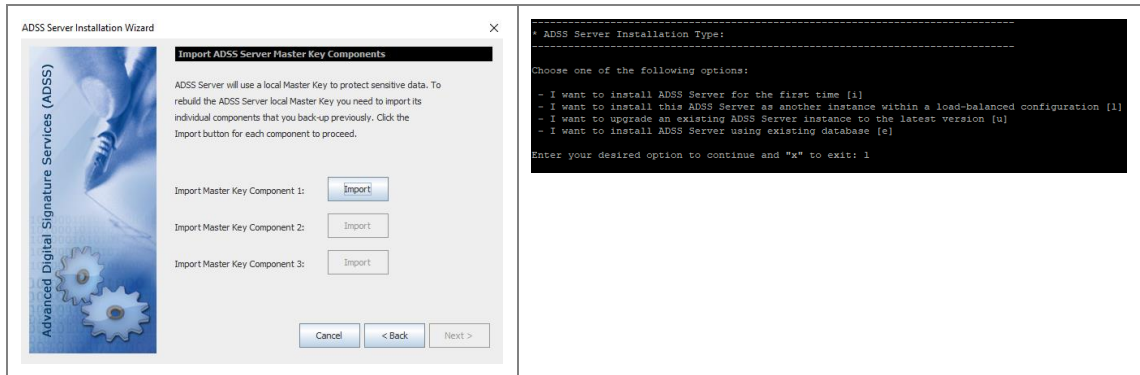 ADSS Server Installation Wizard
Advanced Digital Signature Services (ADSS)
Import ADSS Server Master Key Components
ADSS Server will use a local Master Key to protect sensitive data. To
rebuild the ADSS Server local Master Key you need to import its
individual components that you back-up previously. Click the
Import button for each component to proceed.
Import Master Key Component 1: Import
Import Master Key Component 2: Import
Import Master Key Component 3: Import
Cancel < Back Next >
--------------------------------------------------------------------------
* ADSS Server Installation Type:
--------------------------------------------------------------------------
Choose one of the following options:
- I want to install ADSS Server for the first time [i]
- I want to install this ADSS Server as another instance within a load-balanced configuration [l]
- I want to upgrade an existing ADSS Server instance to the latest version [u]
- I want to install ADSS Server using existing database [e]
Enter your desired option to continue and "x" to exit: l